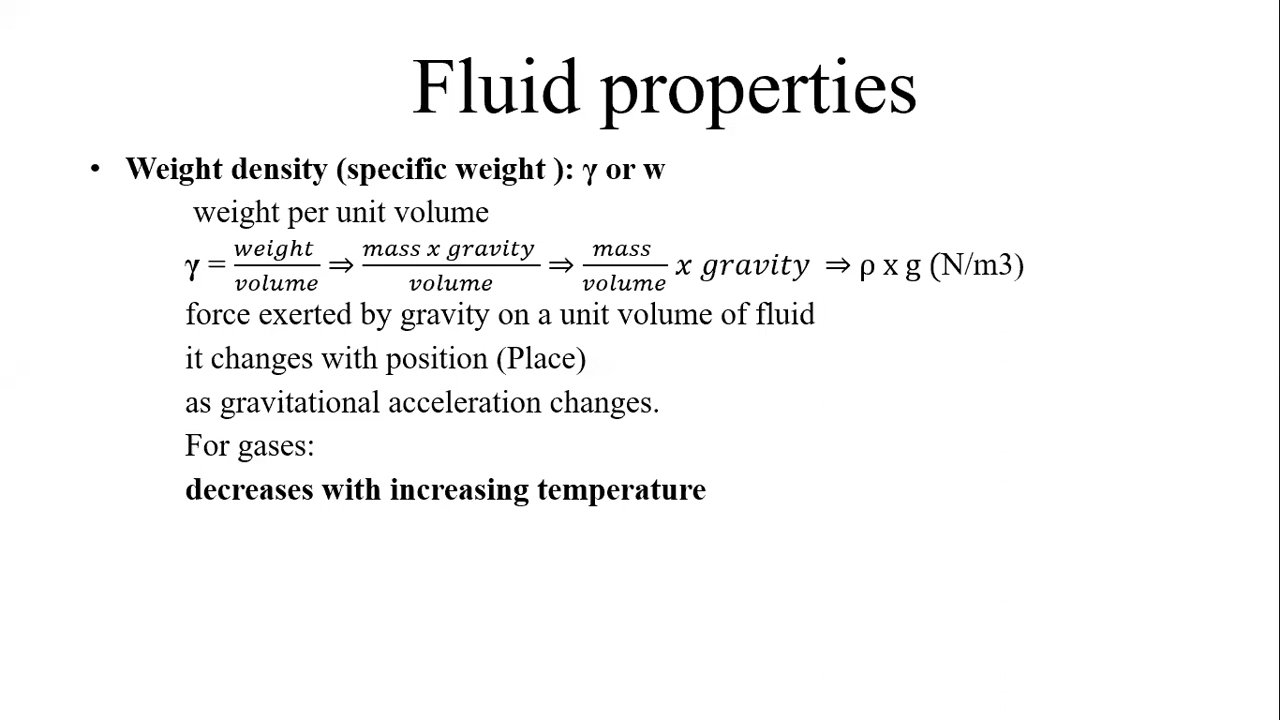 Fluid properties
• Weight density (specific weight ): γ or w
weight per unit volume
γ = 𝑤𝑒𝑖𝑔ℎ𝑡/𝑣𝑜𝑙𝑢𝑚𝑒 ⇒ 𝑚𝑎𝑠𝑠 𝑥 𝑔𝑟𝑎𝑣𝑖𝑡𝑦/𝑣𝑜𝑙𝑢𝑚𝑒 ⇒ 𝑚𝑎𝑠𝑠/𝑣𝑜𝑙𝑢𝑚𝑒 𝑥 𝑔𝑟𝑎𝑣𝑖𝑡𝑦 ⇒ ρ x g (N/m3)
force exerted by gravity on a unit volume of fluid
it changes with position (Place)
as gravitational acceleration changes.
For gases:
decreases with increasing temperature